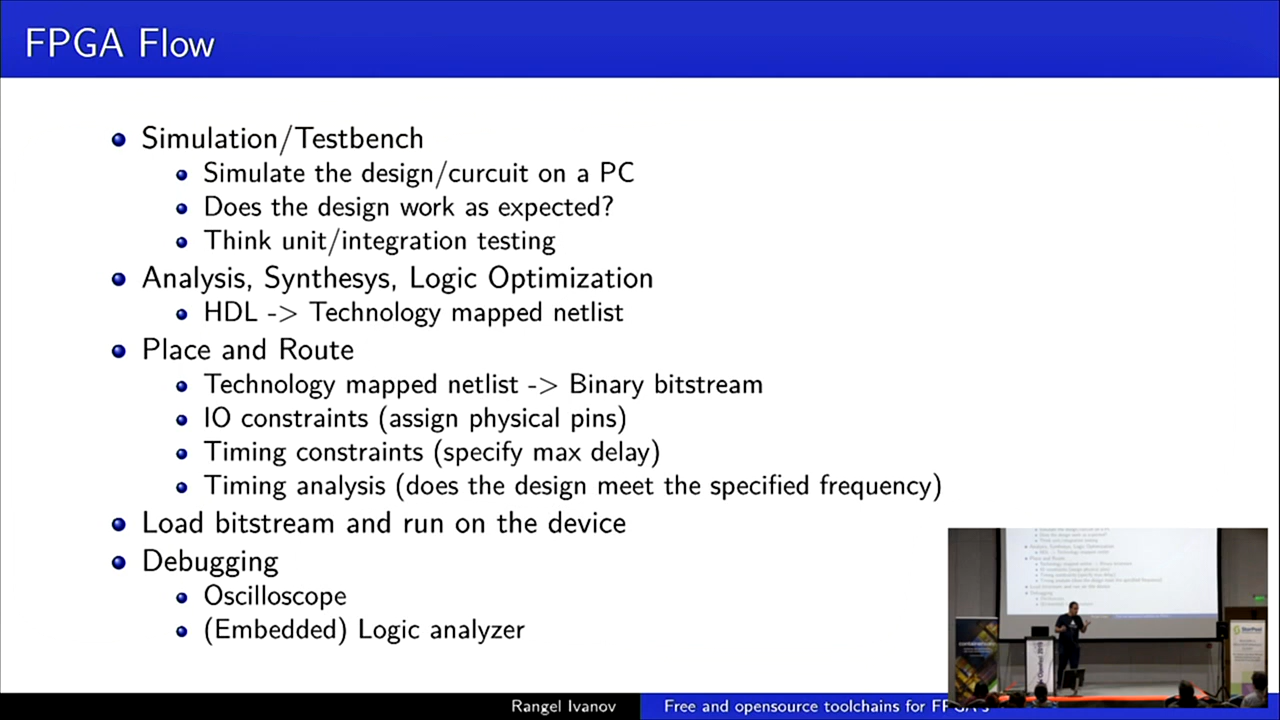 FPGA Flow
Simulation/Testbench
Simulate the design/curcuit on a PC
Does the design work as expected?
Think unit/integration testing
Analysis, Synthesys, Logic Optimization
HDL -> Technology mapped netlist
Place and Route
Technology mapped netlist -> Binary bitstream
IO constraints (assign physical pins)
Timing constraints (specify max delay)
Timing analysis (does the design meet the specified frequency)
Load bitstream and run on the device
Debugging
Oscilloscope
(Embedded) Logic analyzer
Rangel Ivanov
Free and opensource toolchains for FPGA's